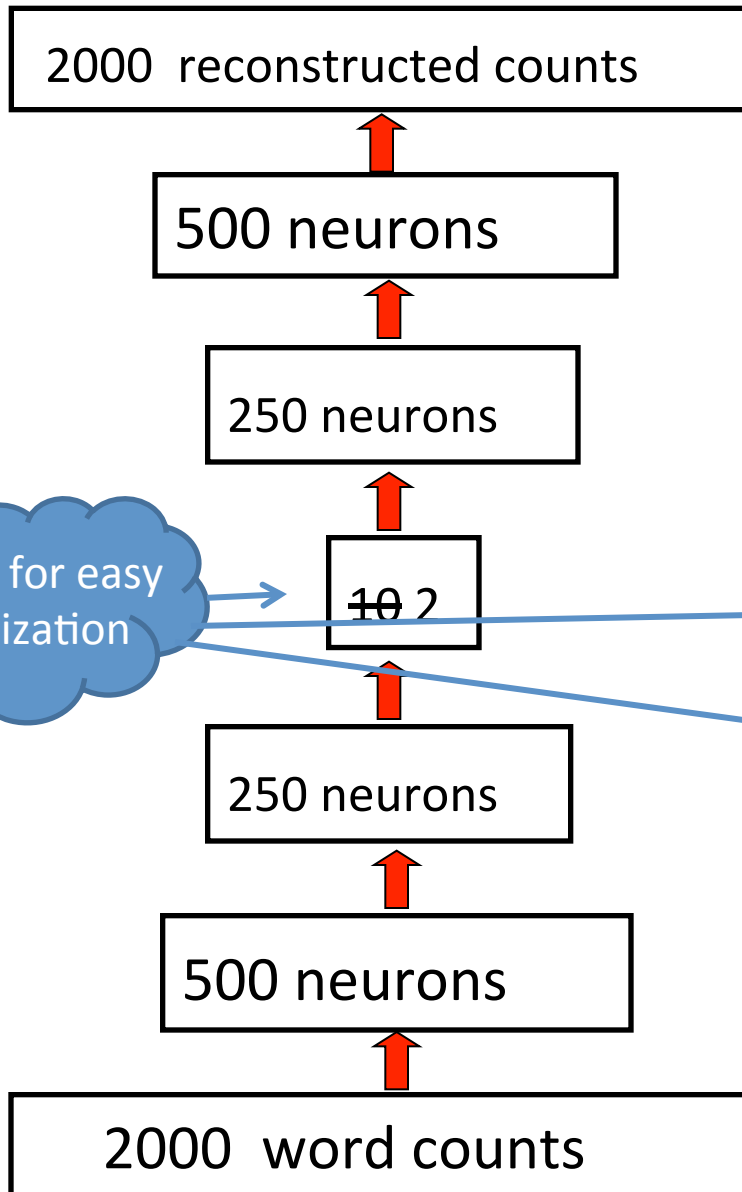 2000 reconstructed counts
500 neurons
250 neurons
for easy
ization
10 2
250 neurons
500 neurons
2000 word counts